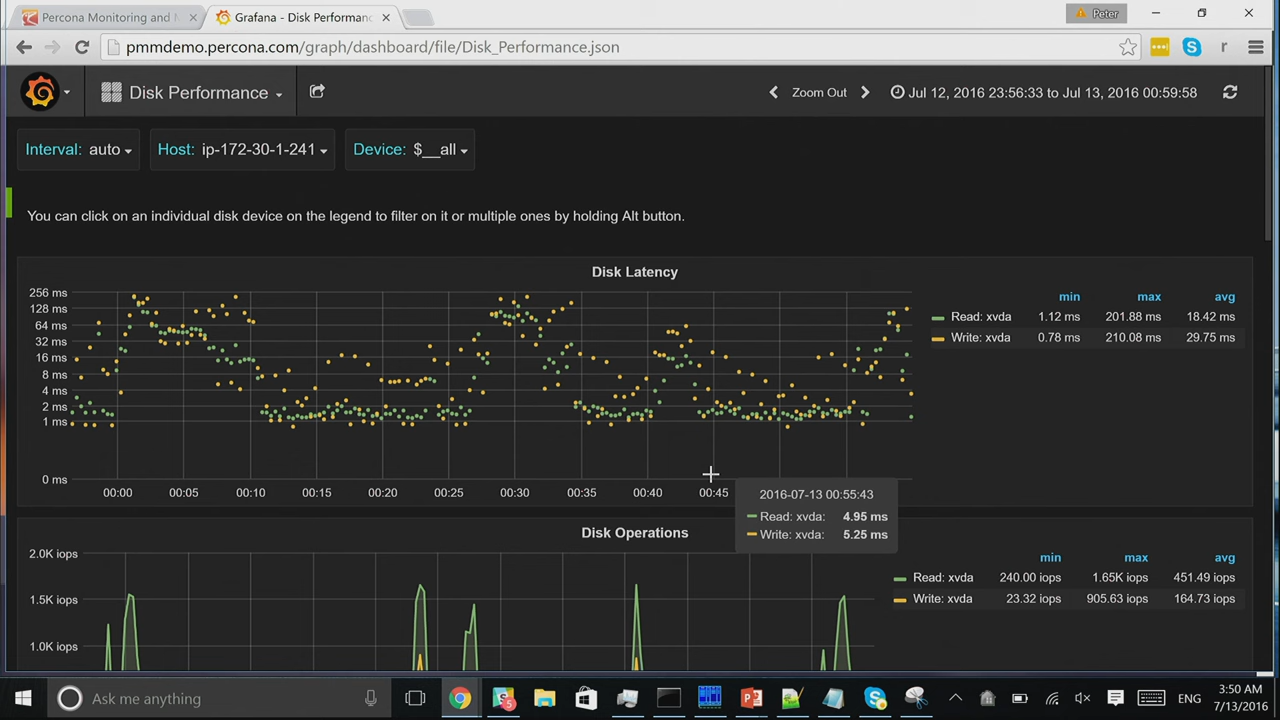 Percona Monitoring and
Grafana - Disk Performanc
Peter
pmmdemo.percona.com/graph/dashboard/file/Disk_Performance.json
Disk Performance
Zoom Out
Jul 12, 2016 23:56:33 to Jul 13, 2016 00:59:58
Interval: auto
Host: ip-172-30-1-241
Device: $__all
You can click on an individual disk device on the legend to filter on it or multiple ones by holding Alt button.
Disk Latency
256 ms
128 ms
64 ms
32 ms
16 ms
8 ms
4 ms
2 ms
1 ms
0 ms
00:00 00:05 00:10 00:15 00:20 00:25 00:30 00:35 00:40 00:45
min max avg
Read: xvda 1.12 ms 201.88 ms 18.42 ms
Write: xvda 0.78 ms 210.08 ms 29.75 ms
2016-07-13 00:55:43
Read: xvda: 4.95 ms
Write: xvda: 5.25 ms
Disk Operations
2.0K iops
1.5K iops
1.0K iops
min max avg
Read: xvda 240.00 iops 1.65K iops 451.49 iops
Write: xvda 23.32 iops 905.63 iops 164.73 iops
Ask me anything
ENG
3:50 AM
7/13/2016